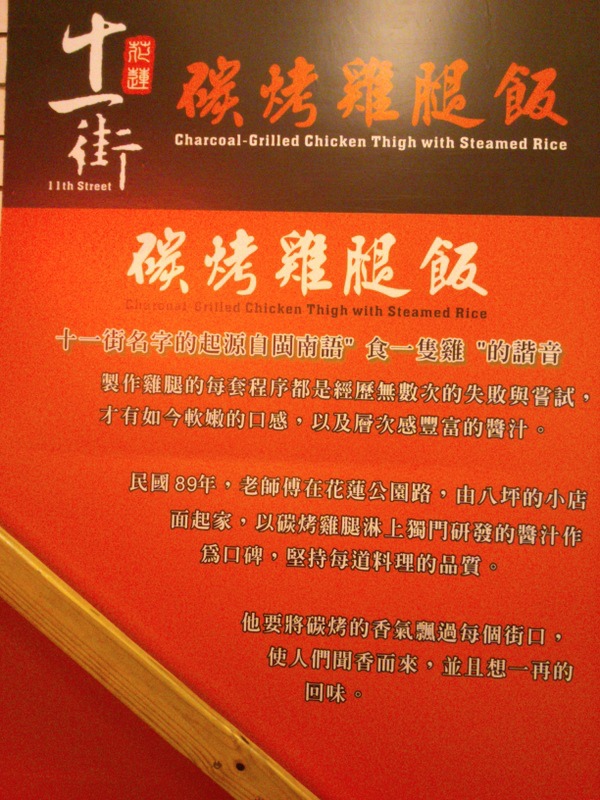 十一街
花蓮
11th Street
碳烤雞腿飯
Charcoal-Grilled Chicken Thigh with Steamed Rice
碳烤雞腿飯
Charcoal-Grilled Chicken Thigh with Steamed Rice
十一街名字的起源自閩南語"食一隻雞"的諧音
製作雞腿的每套程序都是經歷無數次的失敗與嘗試，
才有如今軟嫩的口感，以及層次感豐富的醬汁。
民國89年，老師傅在花蓮公園路，由八坪的小店
面起家，以碳烤雞腿淋上獨門研發的醬汁作
為口碑，堅持每道料理的品質。
他要將碳烤的香氣飄過每個街口，
使人們聞香而來，並且想一再的
回味。